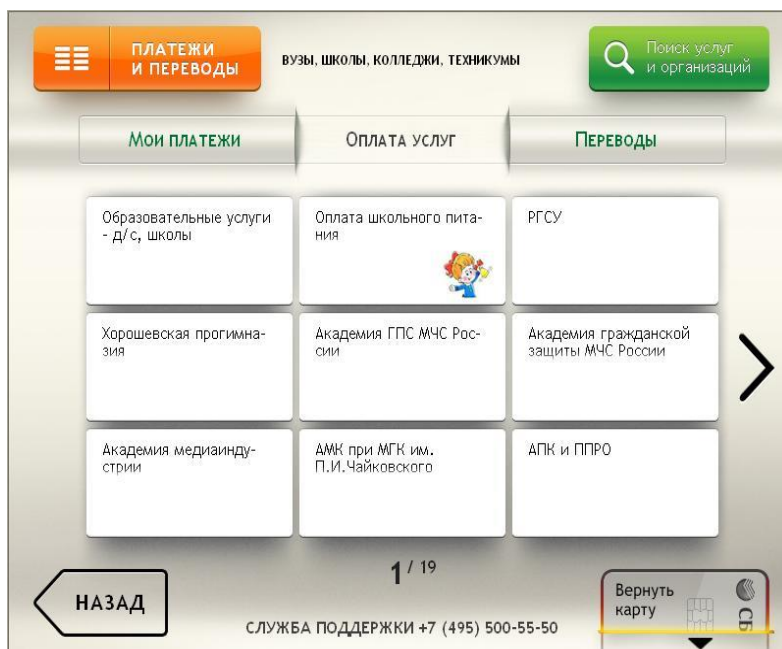 ПЛАТЕЖИ
И ПЕРЕВОДЫ
ВУЗЫ, ШКОЛЫ, КОЛЛЕДЖИ, ТЕХНИКУМЫ
Поиск услуг
и организаций
Мои платежи
Оплата услуг
Переводы
Образовательные услуги
- д/с, школы
Оплата школьного пита-
ния
РГСУ
Хорошевская прогимна-
зия
Академия ГПС МЧС Рос-
сии
Академия гражданской
защиты МЧС России
Академия медиаинду-
стрии
АМК при МГК им.
П.И.Чайковского
АПК и ППРО
1 / 19
НАЗАД
Вернуть
карту
СБ
СЛУЖБА ПОДДЕРЖКИ +7 (495) 500-55-50